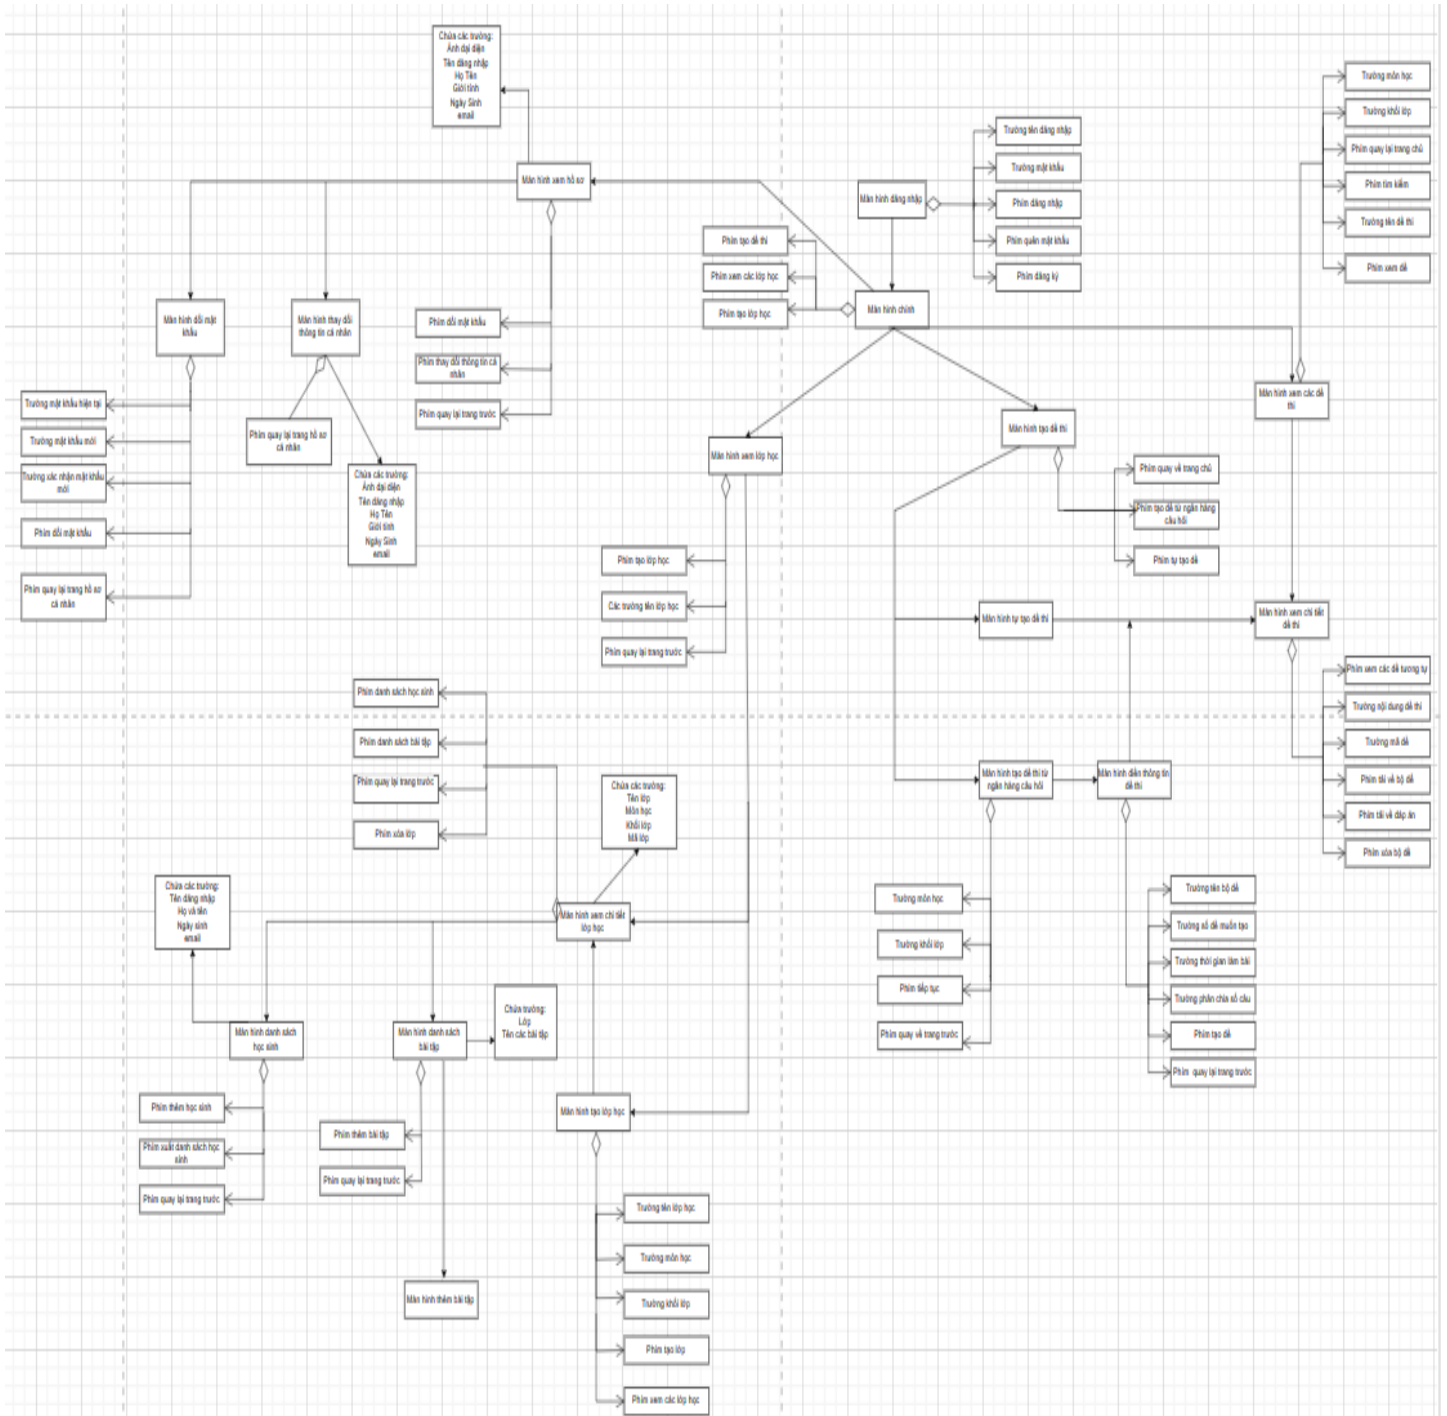 Chứa các trường:
Ảnh đại diện
Tên đăng nhập
Họ Tên
Giới tính
Ngày Sinh
email
Màn hình xem hồ sơ
Trường tên đăng nhập
Trường mật khẩu
Màn hình đăng nhập
Phím đăng nhập
Phím quên mật khẩu
Phím đăng ký
Trường môn học
Trường khối lớp
Phím quay lại trang chủ
Phím tìm kiếm
Trường tên đề thi
Phím xem đề
Phím tạo đề thi
Phím xem các lớp học
Phím tạo lớp học
Màn hình chính
Màn hình đổi mật
khẩu
Màn hình thay đổi
thông tin cá nhân
Phím đổi mật khẩu
Phím thay đổi thông tin cá
nhân
Phím quay lại trang trước
Trường mật khẩu hiện tại
Trường mật khẩu mới
Trường xác nhận mật khẩu
mới
Phím đổi mật khẩu
Phím quay lại trang hồ sơ
cá nhân
Phím quay lại trang hồ sơ
cá nhân
Chứa các trường:
Ảnh đại diện
Tên đăng nhập
Họ Tên
Giới tính
Ngày Sinh
email
Màn hình xem các đề
thi
Màn hình tạo đề thi
Màn hình xem lớp học
Phím quay về trang chủ
Phím tạo đề từ ngân hàng
câu hỏi
Phím tự tạo đề
Phím tạo lớp học
Các trường tên lớp học
Phím quay lại trang trước
Màn hình tự tạo đề thi
Màn hình xem chi tiết
đề thi
Phím xem các đề tương tự
Trường nội dung đề thi
Trường mã đề
Phím tải về bộ đề
Phím tải về đáp án
Phím xóa bộ đề
Phím danh sách học sinh
Phím danh sách bài tập
Phím quay lại trang trước
Phím xóa lớp
Chứa các trường:
Tên lớp
Môn học
Khối lớp
Mã lớp
Màn hình tạo đề thi từ
ngân hàng câu hỏi
Màn hình điền thông tin
đề thi
Trường môn học
Trường khối lớp
Phím tiếp tục
Phím quay về trang trước
Trường tên bộ đề
Trường số đề muốn tạo
Trường thời gian làm bài
Trường phân chia số câu
Phím tạo đề
Phím quay lại trang trước
Chứa các trường:
Tên đăng nhập
Họ và tên
Ngày sinh
email
Màn hình xem chi tiết
lớp học
Màn hình danh sách
học sinh
Màn hình danh sách
bài tập
Chứa trường:
Lớp
Tên các bài tập
Phím thêm học sinh
Phím xuất danh sách học
sinh
Phím quay lại trang trước
Phím thêm bài tập
Phím quay lại trang trước
Màn hình tạo lớp học
Màn hình thêm bài tập
Trường tên lớp học
Trường môn học
Trường khối lớp
Phím tạo lớp
Phím xem các lớp học